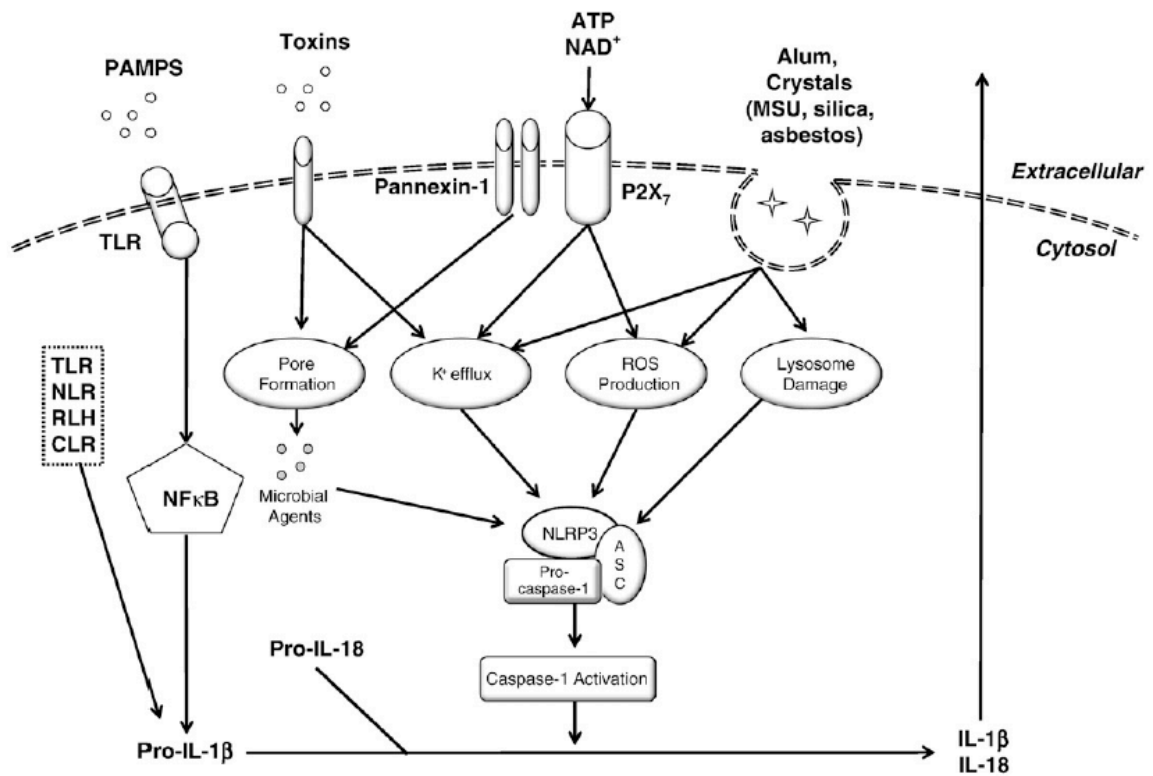 PAMPS
Toxins
ATP
NAD⁺
Alum,
Crystals
(MSU, silica,
asbestos)
Extracellular
Cytosol
TLR
Pannexin-1
P2X₇
Pore
Formation
K⁺ efflux
ROS
Production
Lysosome
Damage
TLR
NLR
RLH
CLR
NFκB
Microbial
Agents
NLRP3
A
S
C
Pro-
caspase-1
Pro-IL-18
Caspase-1 Activation
Pro-IL-1β
IL-1β
IL-18